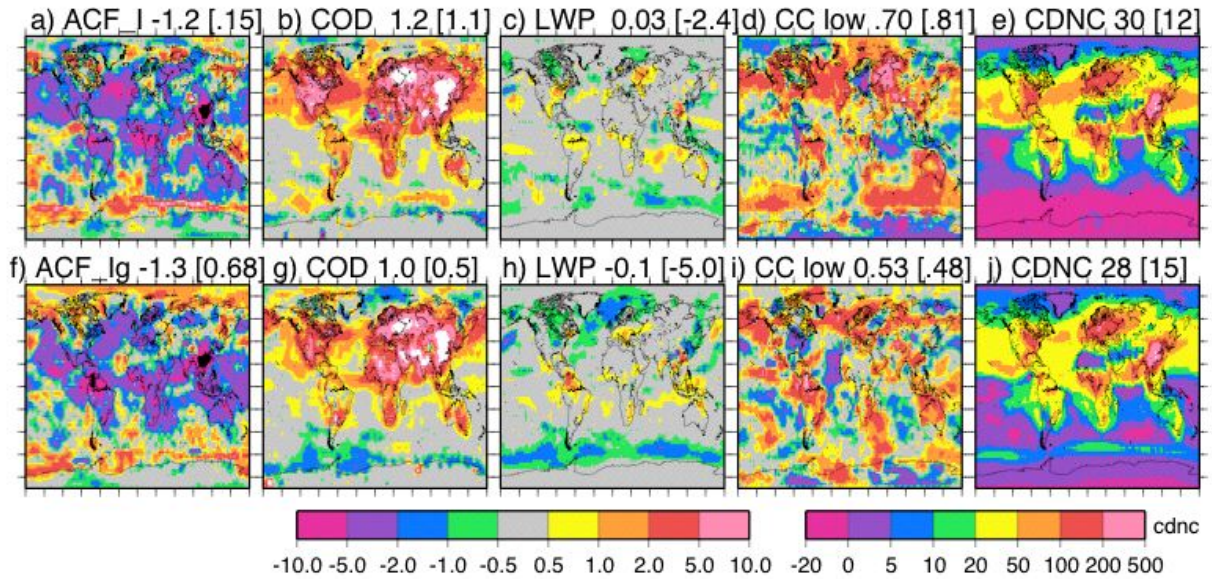 a) ACF_I -1.2 [.15] b) COD 1.2 [1.1] c) LWP 0.03 [-2.4] d) CC low .70 [.81] e) CDNC 30 [12]
f) ACF_Ig -1.3 [0.68] g) COD 1.0 [0.5] h) LWP -0.1 [-5.0] i) CC low 0.53 [.48] j) CDNC 28 [15]
cdnc
-10.0 -5.0 -2.0 -1.0 -0.5 0.5 1.0 2.0 5.0 10.0 -20 0 5 10 20 50 100 200 500